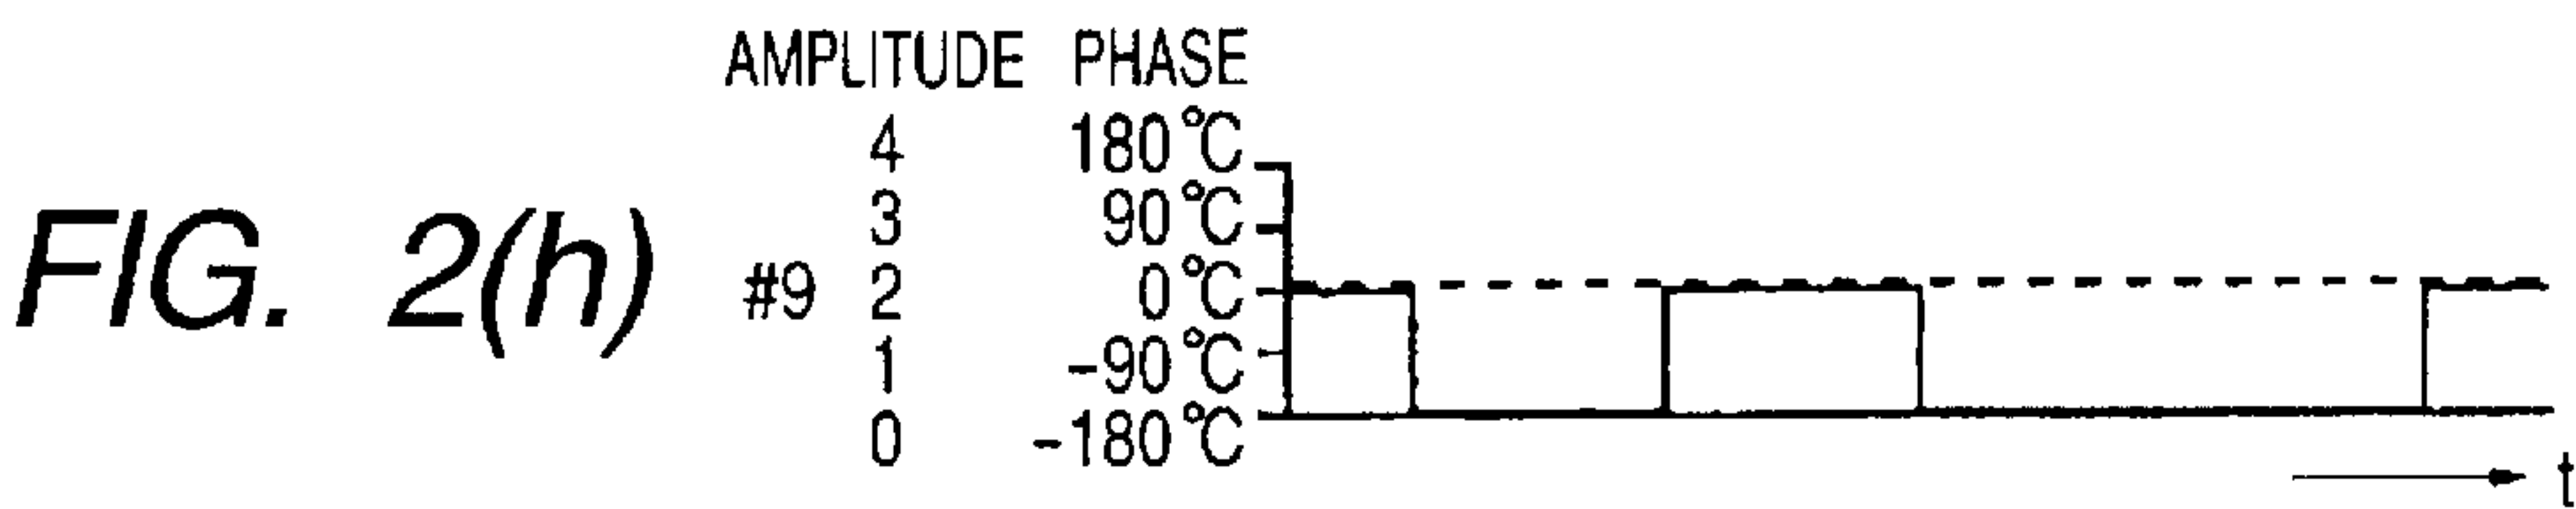 AMPLITUDE PHASE
4 180°C
3 90°C
FIG. 2(h) #9 2 0°C
1 -90°C
0 -180°C
t